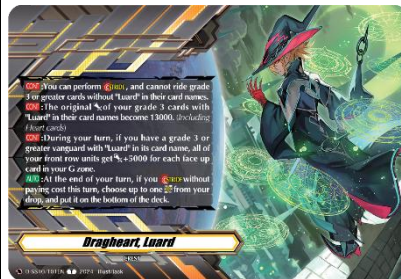 CONT:You can perform STRIDE, and cannot ride grade
3 or greater cards without "Luard" in their card names.
CONT:The original of your grade 3 cards with
"Luard" in their card names become 13000. (Including
Heart cards)
CONT:During your turn, if you have a grade 3 or
greater vanguard with "Luard" in its card name, all of
your front row units get +5000 for each face up
card in your G zone.
AUTO:At the end of your turn, if you STRIDE without
paying cost this turn, choose up to one from your
drop, and put it on the bottom of the deck.
Dragheart, Luard
CREST
2024